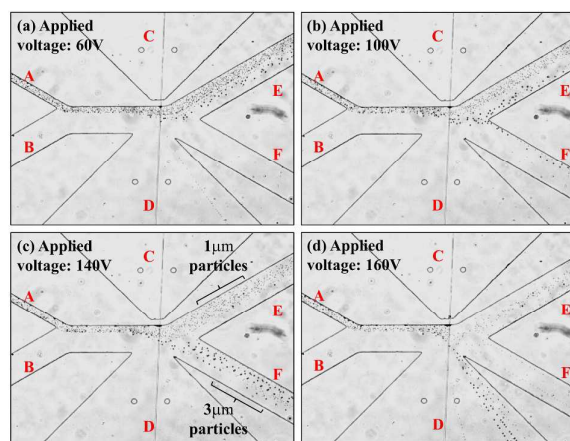 (a) Applied
voltage: 60V
A
B
C
D
E
F
(b) Applied
voltage: 100V
A
B
C
D
E
F
(c) Applied
voltage: 140V
A
B
C
D
E
F
1μm
particles
3μm
particles
(d) Applied
voltage: 160V
A
B
C
D
E
F